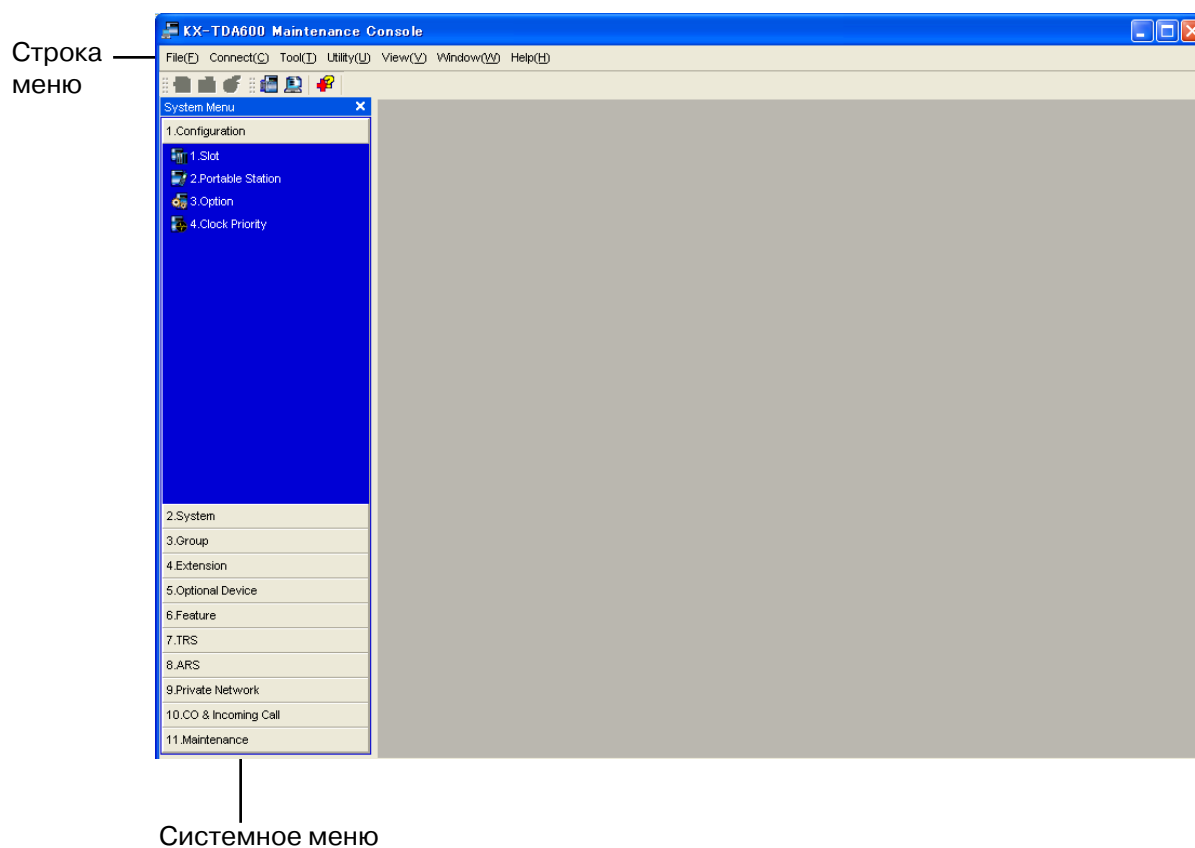 KX-TDA600 Maintenance Console
Строка
меню
File(F) Connect(C) Tool(T) Utility(U) View(V) Window(W) Help(H)
System Menu
1.Configuration
1.Slot
2.Portable Station
3.Option
4.Clock Priority
2.System
3.Group
4.Extension
5.Optional Device
6.Feature
7.TRS
8.ARS
9.Private Network
10.CO & Incoming Call
11.Maintenance
Системное меню